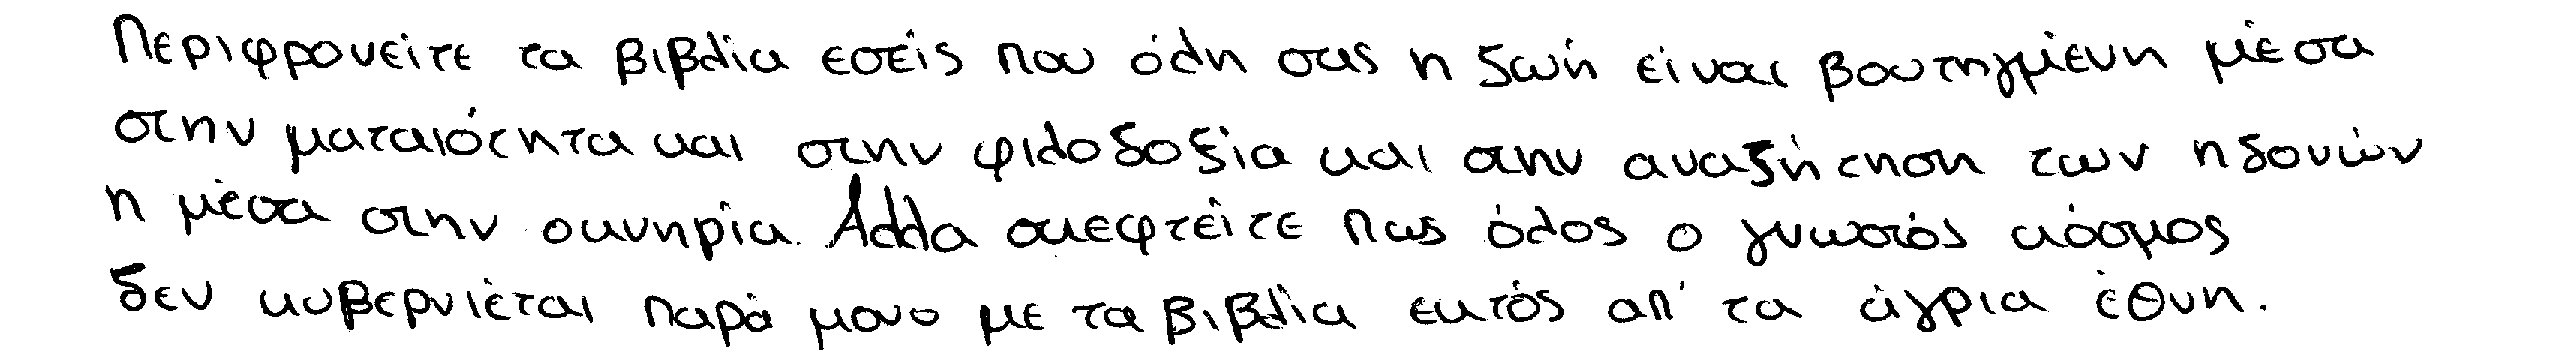 Περιφρονείτε τα βιβλία εσείς που όλη σας η ζωή είναι βουτηγμένη μέσα
στην ματαιότητα και στην φιλοδοξία και στην αναζήτηση των ηδονών
η μέσα στην οκνηρία. Αλλα σκεφτείτε πως όλος ο γνωστός κόσμος
δεν κυβερνιέται παρά μονο με τα βιβλία εκτός απ' τα άγρια έθνη.